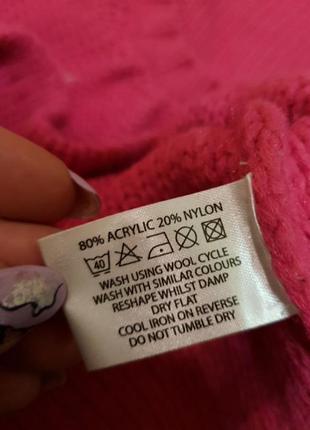 80% ACRYLIC 20% NYLON
40
WASH USING WOOL CYCLE
WASH WITH SIMILAR COLOURS
RESHAPE WHILST DAMP
DRY FLAT
COOL IRON ON REVERSE
DO NOT TUMBLE DRY